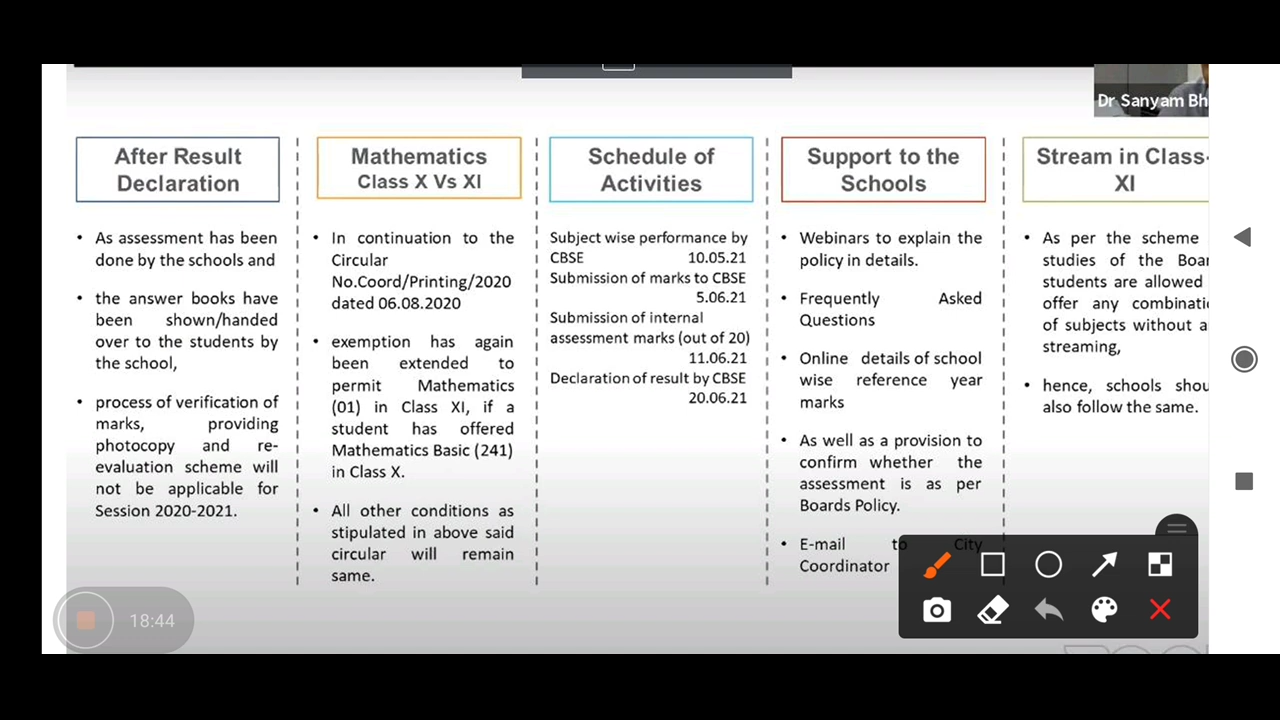 Dr Sanyam Bh
After Result
Declaration
• As assessment has been
done by the schools and
• the answer books have
been shown/handed
over to the students by
the school,
• process of verification of
marks, providing
photocopy and re-
evaluation scheme will
not be applicable for
Session 2020-2021.
Mathematics
Class X Vs XI
• In continuation to the
Circular
No.Coord/Printing/2020
dated 06.08.2020
• exemption has again
been extended to
permit Mathematics
(01) in Class XI, if a
student has offered
Mathematics Basic (241)
in Class X.
• All other conditions as
stipulated in above said
circular will remain
same.
Schedule of
Activities
Subject wise performance by
CBSE 10.05.21
Submission of marks to CBSE
5.06.21
Submission of internal
assessment marks (out of 20)
11.06.21
Declaration of result by CBSE
20.06.21
Support to the
Schools
• Webinars to explain the
policy in details.
• Frequently Asked
Questions
• Online details of school
wise reference year
marks
• As well as a provision to
confirm whether the
assessment is as per
Boards Policy.
• E-mail to City
Coordinator
Stream in Class-
XI
• As per the scheme
studies of the Boar
students are allowed
offer any combinati
of subjects without a
streaming,
• hence, schools shou
also follow the same.
18:44